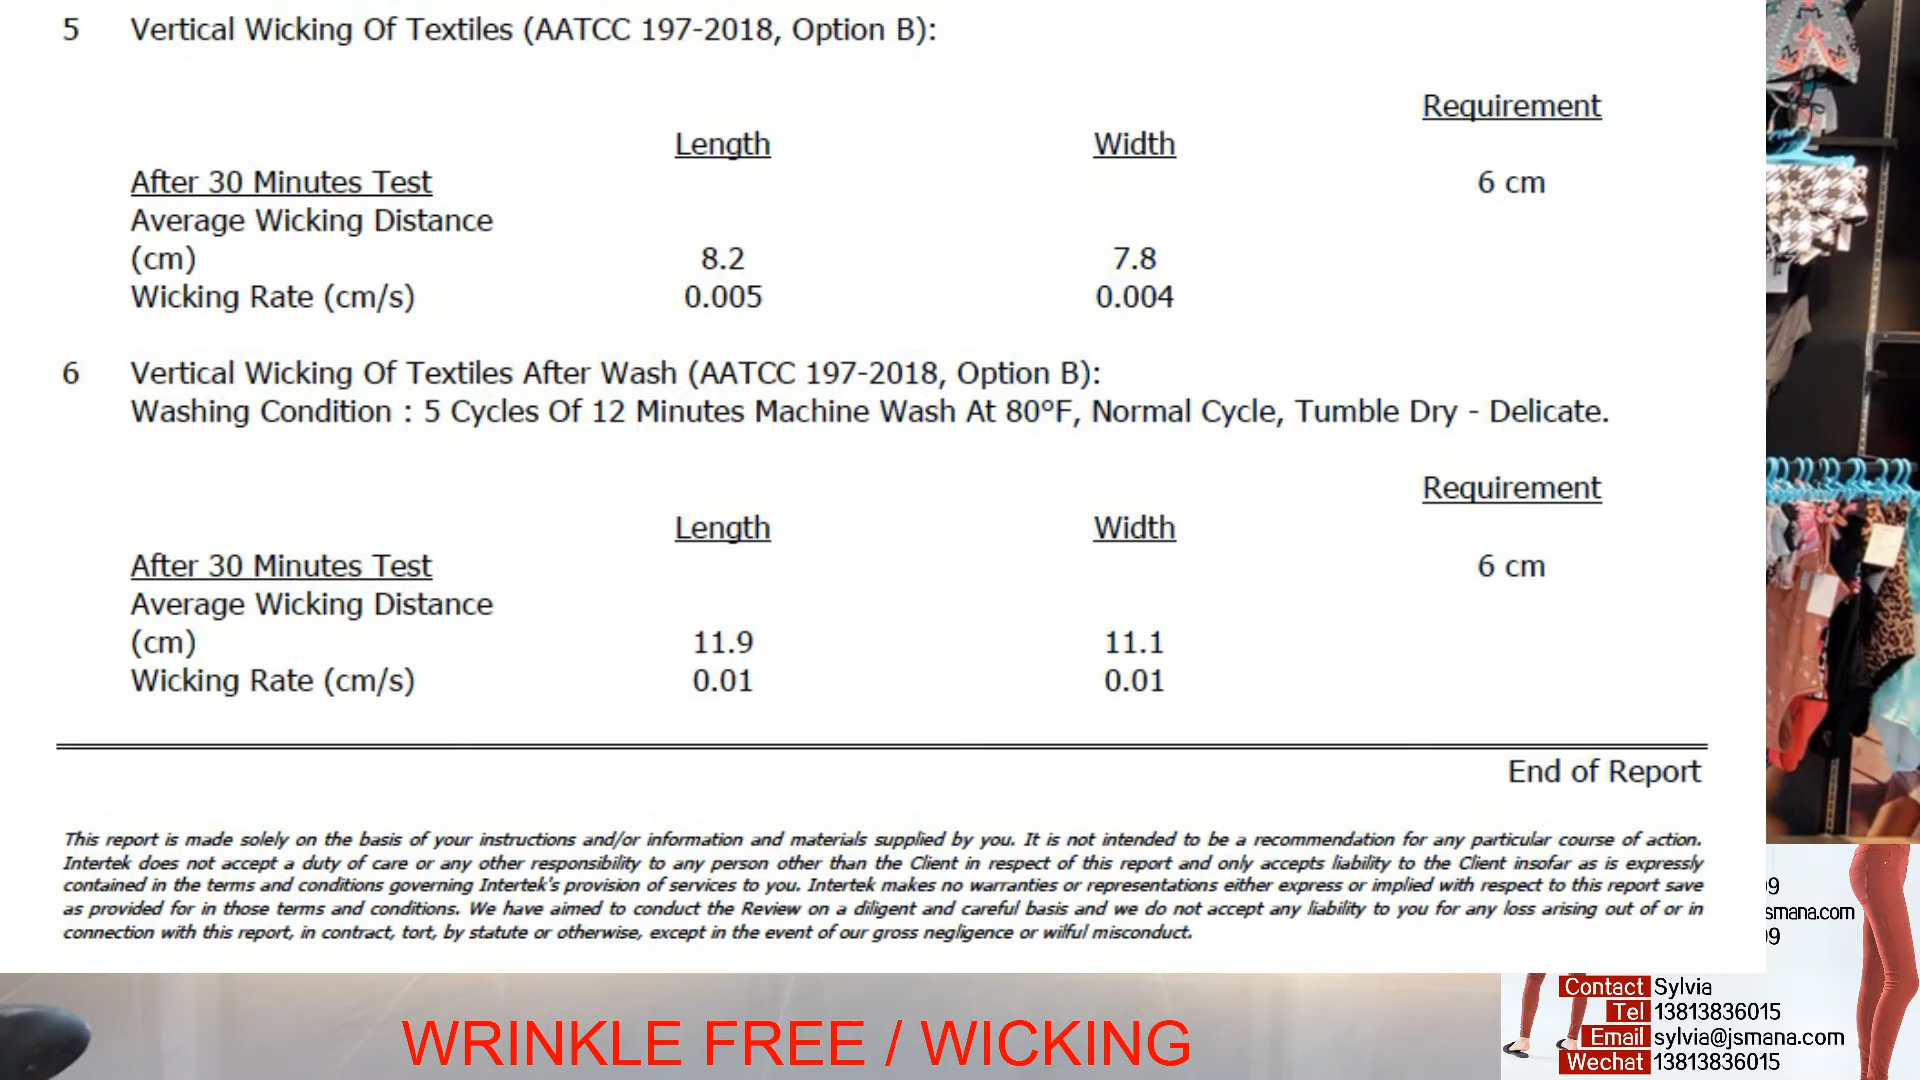 5 Vertical Wicking Of Textiles (AATCC 197-2018, Option B):
Requirement
Length Width
After 30 Minutes Test 6 cm
Average Wicking Distance
(cm) 8.2 7.8
Wicking Rate (cm/s) 0.005 0.004
6 Vertical Wicking Of Textiles After Wash (AATCC 197-2018, Option B):
Washing Condition : 5 Cycles Of 12 Minutes Machine Wash At 80°F, Normal Cycle, Tumble Dry - Delicate.
Requirement
Length Width
After 30 Minutes Test 6 cm
Average Wicking Distance
(cm) 11.9 11.1
Wicking Rate (cm/s) 0.01 0.01
End of Report
This report is made solely on the basis of your instructions and/or information and materials supplied by you. It is not intended to be a recommendation for any particular course of action.
Intertek does not accept a duty of care or any other responsibility to any person other than the Client in respect of this report and only accepts liability to the Client insofar as is expressly
contained in the terms and conditions governing Intertek's provision of services to you. Intertek makes no warranties or representations either express or implied with respect to this report save
as provided for in those terms and conditions. We have aimed to conduct the Review on a diligent and careful basis and we do not accept any liability to you for any loss arising out of or in
connection with this report, in contract, tort, by statute or otherwise, except in the event of our gross negligence or wilful misconduct.
99
smana.com
99
Contact Sylvia
Tel 13813836015
Email sylvia@jsmana.com
Wechat 13813836015
WRINKLE FREE / WICKING